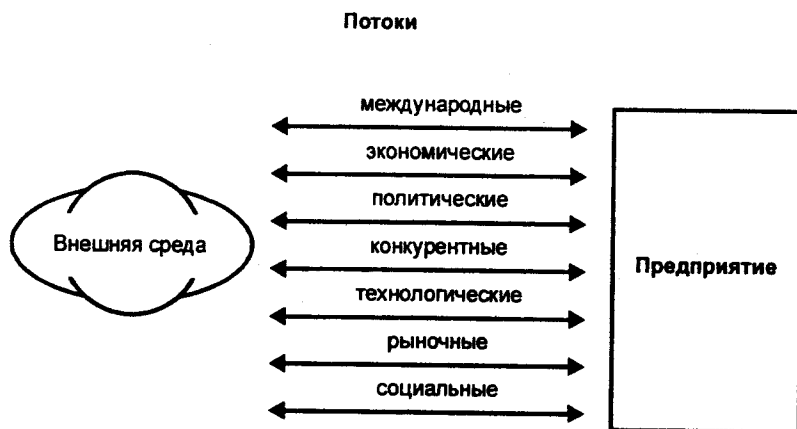 Потоки
международные
экономические
политические
Внешняя среда
конкурентные
Предприятие
технологические
рыночные
социальные